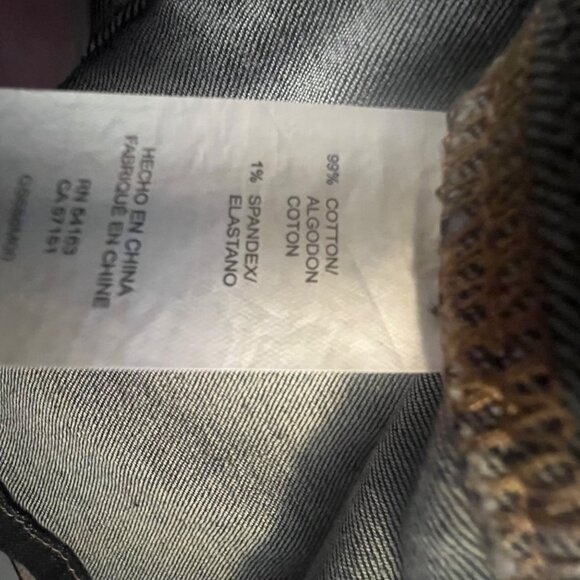 99% COTTON/
ALGODON
COTON
1% SPANDEX/
ELASTANO
HECHO EN CHINA
FABRIQUÉ EN CHINE
RN 54163
CA 57151